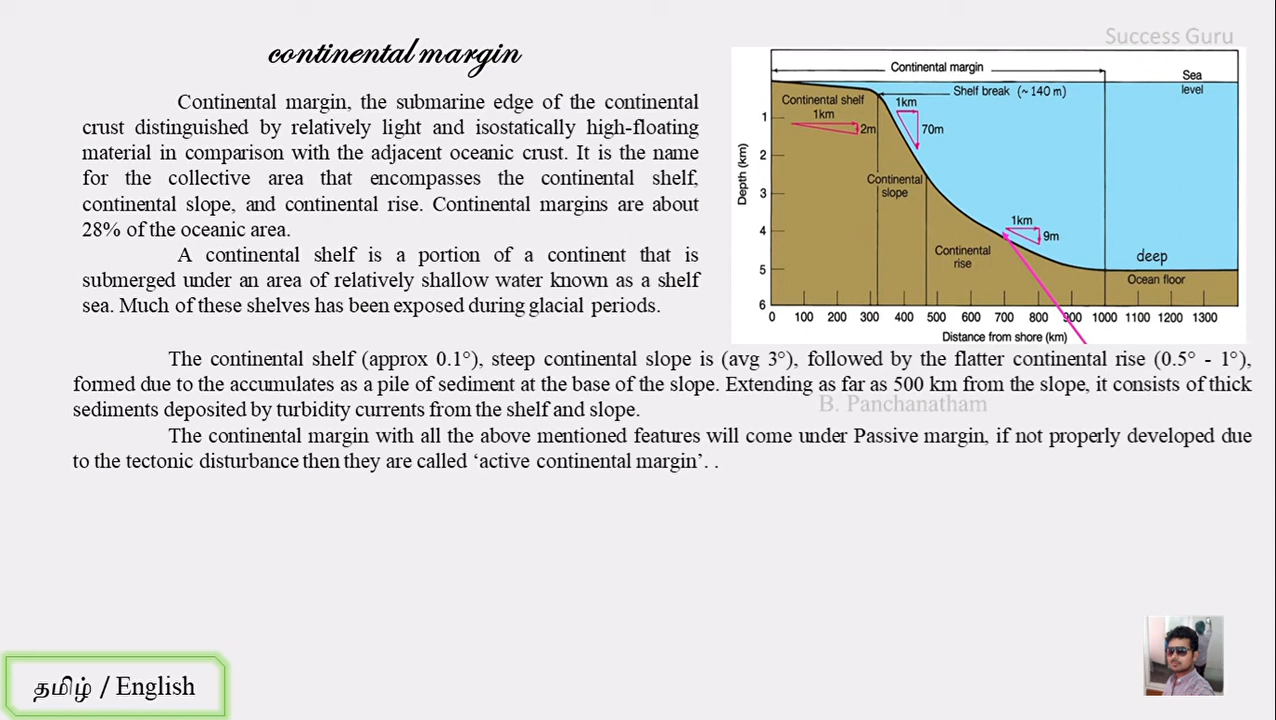 Success Guru
continental margin
Continental margin, the submarine edge of the continental
crust distinguished by relatively light and isostatically high-floating
material in comparison with the adjacent oceanic crust. It is the name
for the collective area that encompasses the continental shelf,
continental slope, and continental rise. Continental margins are about
28% of the oceanic area.
A continental shelf is a portion of a continent that is
submerged under an area of relatively shallow water known as a shelf
sea. Much of these shelves has been exposed during glacial periods.
Continental margin
Sea
level
Shelf break (~ 140 m)
Continental shelf
1km
2m
1km
70m
Continental
slope
1km
9m
Continental
rise
deep
Ocean floor
Depth (km)
1
2
3
4
5
6
0 100 200 300 400 500 600 700 800 900 1000 1100 1200 1300
Distance from shore (km)
The continental shelf (approx 0.1°), steep continental slope is (avg 3°), followed by the flatter continental rise (0.5° - 1°),
formed due to the accumulates as a pile of sediment at the base of the slope. Extending as far as 500 km from the slope, it consists of thick
sediments deposited by turbidity currents from the shelf and slope.
B. Panchanatham
The continental margin with all the above mentioned features will come under Passive margin, if not properly developed due
to the tectonic disturbance then they are called ‘active continental margin’. .
தமிழ் / English